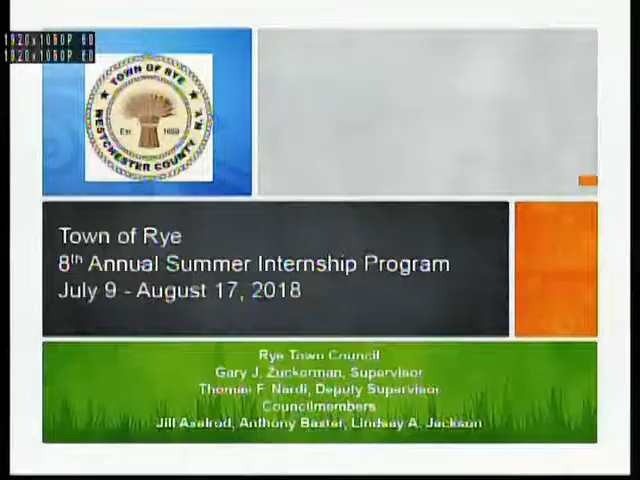 1920x1080P 60
1920x1080P 60
TOWN OF RYE
WESTCHESTER COUNTY N.Y.
Est. 1660
Town of Rye
8th Annual Summer Internship Program
July 9 - August 17, 2018
Rye Town Council
Gary J. Zuckerman, Supervisor
Thomas F. Nardi, Deputy Supervisor
Councilmembers
Jill Axelrod, Anthony Baxter, Lindsay A. Jackson